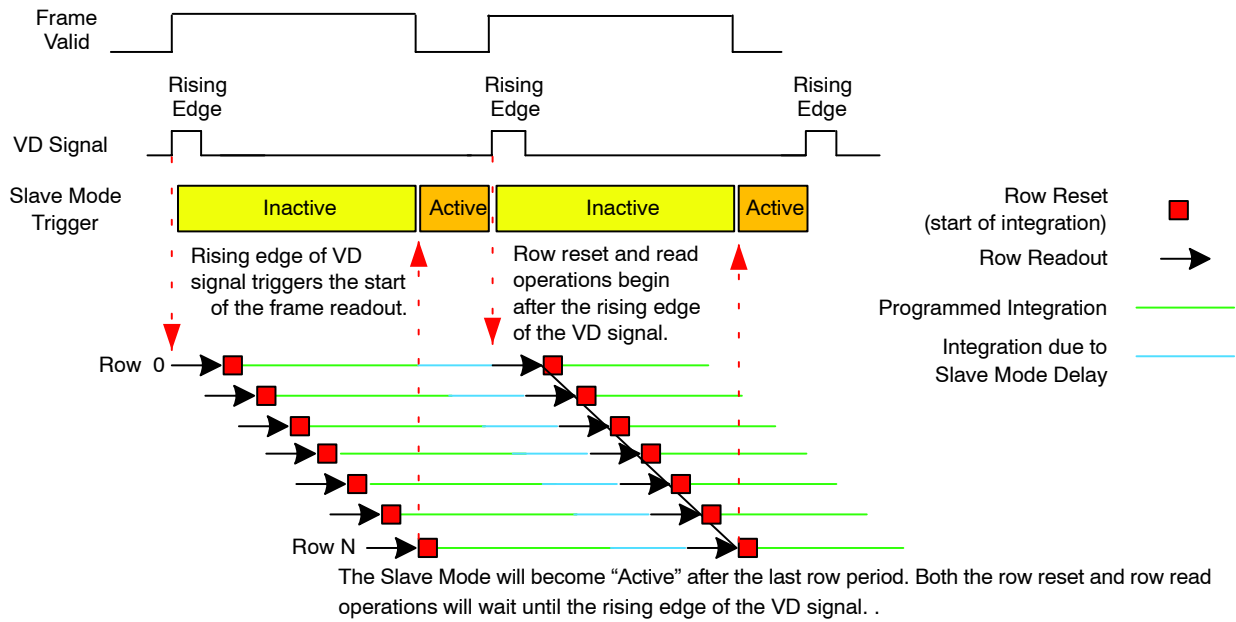 Frame
Valid
Rising
Edge
Rising
Edge
Rising
Edge
VD Signal
Slave Mode
Trigger
Inactive
Active
Inactive
Active
Row Reset
(start of integration)
Row Readout
Programmed Integration
Integration due to
Slave Mode Delay
Rising edge of VD
signal triggers the start
of the frame readout.
Row reset and read
operations begin
after the rising edge
of the VD signal.
Row 0
Row N
The Slave Mode will become “Active” after the last row period. Both the row reset and row read
operations will wait until the rising edge of the VD signal. .